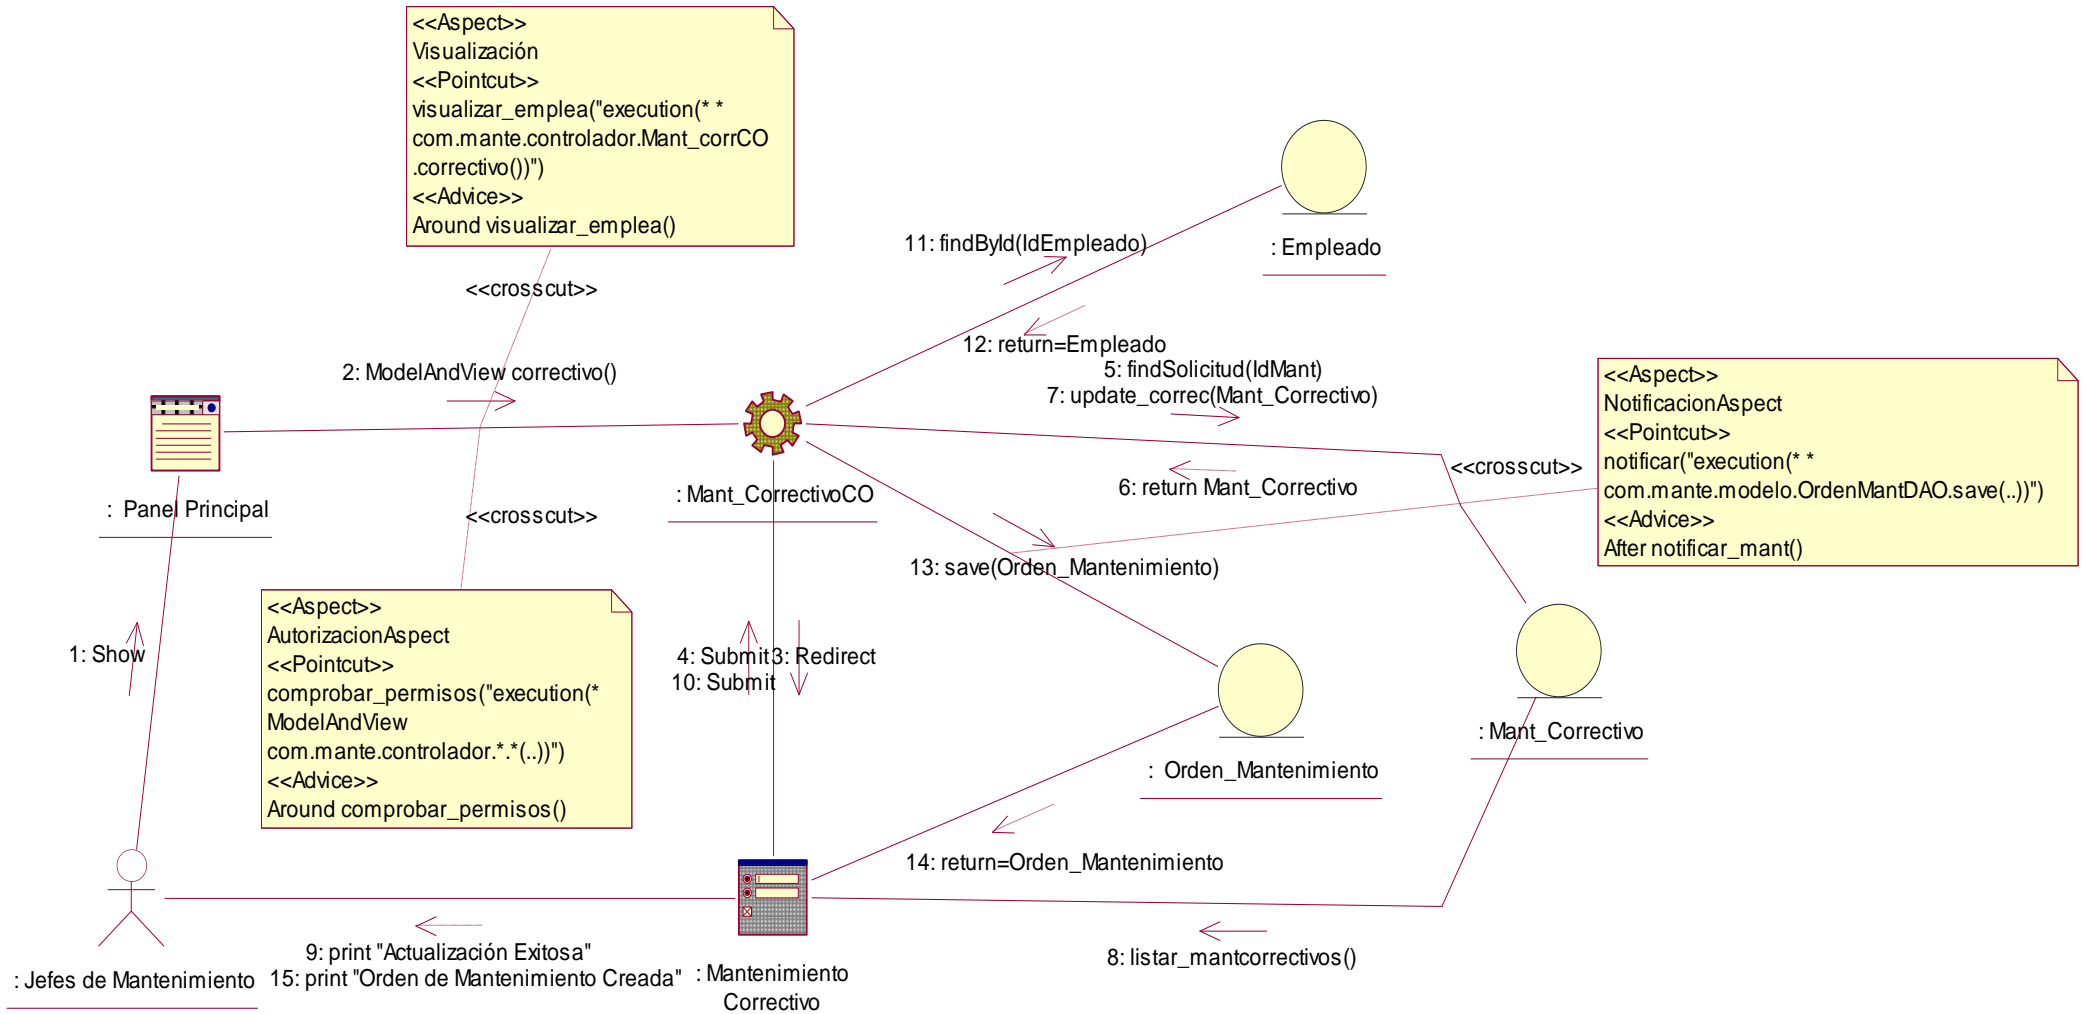 <<Aspect>>
Visualización
<<Pointcut>>
visualizar_emplea("execution(* *
com.mante.controlador.Mant_corrCO
.correctivo())")
<<Advice>>
Around visualizar_emplea()
<<crosscut>>
11: findById(IdEmpleado)
: Empleado
12: return=Empleado
2: ModelAndView correctivo()
5: findSolicitud(IdMant)
7: update_correc(Mant_Correctivo)
<<Aspect>>
NotificacionAspect
<<Pointcut>>
notificar("execution(* *
com.mante.modelo.OrdenMantDAO.save(..))")
<<Advice>>
After notificar_mant()
<<crosscut>>
6: return Mant_Correctivo
: Mant_CorrectivoCO
: Panel Principal
<<crosscut>>
13: save(Orden_Mantenimiento)
<<Aspect>>
AutorizacionAspect
<<Pointcut>>
comprobar_permisos("execution(*
ModelAndView
com.mante.controlador.*.*(..))")
<<Advice>>
Around comprobar_permisos()
1: Show
4: Submit
3: Redirect
10: Submit
: Mant_Correctivo
: Orden_Mantenimiento
14: return=Orden_Mantenimiento
9: print "Actualización Exitosa"
15: print "Orden de Mantenimiento Creada"
8: listar_mantcorrectivos()
: Jefes de Mantenimiento
: Mantenimiento
Correctivo